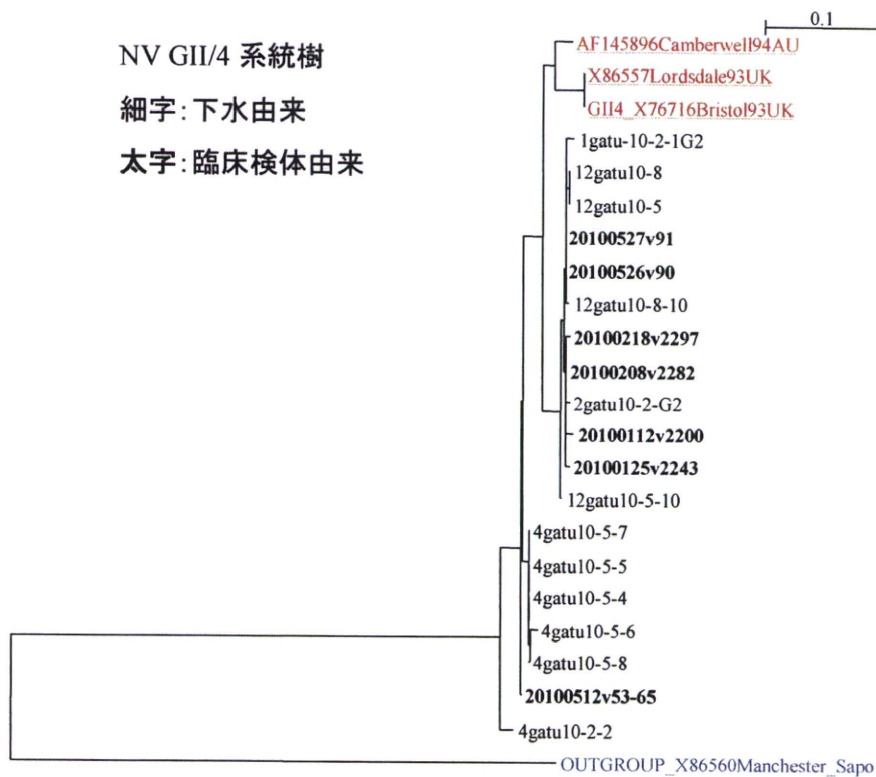 0.1
NV GII/4 系統樹
細字：下水由来
太字：臨床検体由来
AF145896Camberwell94AU
X86557Lordsdale93UK
GII4_X76716Bristol93UK
1gatu-10-2-1G2
12gatu10-8
12gatu10-5
20100527v91
20100526v90
12gatu10-8-10
20100218v2297
20100208v2282
2gatu10-2-G2
20100112v2200
20100125v2243
12gatu10-5-10
4gatu10-5-7
4gatu10-5-5
4gatu10-5-4
4gatu10-5-6
4gatu10-5-8
20100512v53-65
4gatu10-2-2
OUTGROUP_X86560Manchester_Sapo